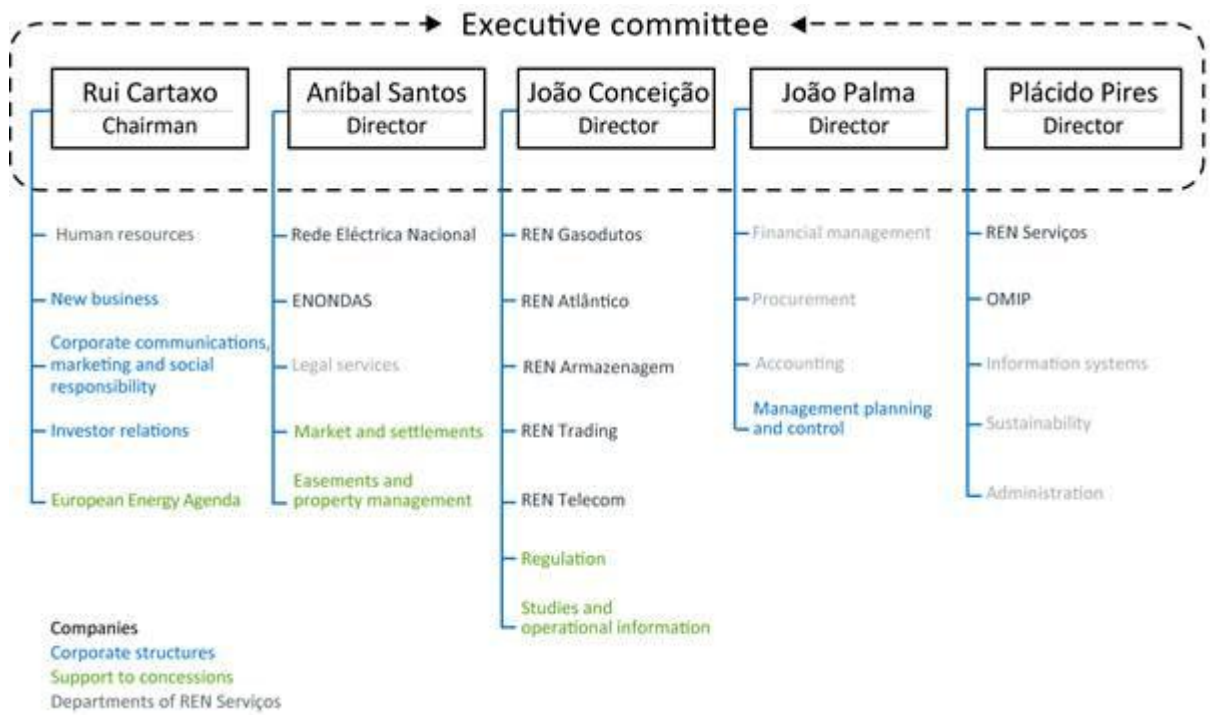 Executive committee
Rui Cartaxo
Chairman
Aníbal Santos
Director
João Conceição
Director
João Palma
Director
Plácido Pires
Director
Human resources
New business
Corporate communications,
marketing and social
responsibility
Investor relations
European Energy Agenda
Rede Eléctrica Nacional
ENONDAS
Legal services
Market and settlements
Easements and
property management
REN Gasodutos
REN Atlântico
REN Armazenagem
REN Trading
REN Telecom
Regulation
Studies and
operational information
Financial management
Procurement
Accounting
Management planning
and control
REN Serviços
OMIP
Information systems
Sustainability
Administration
Companies
Corporate structures
Support to concessions
Departments of REN Serviços